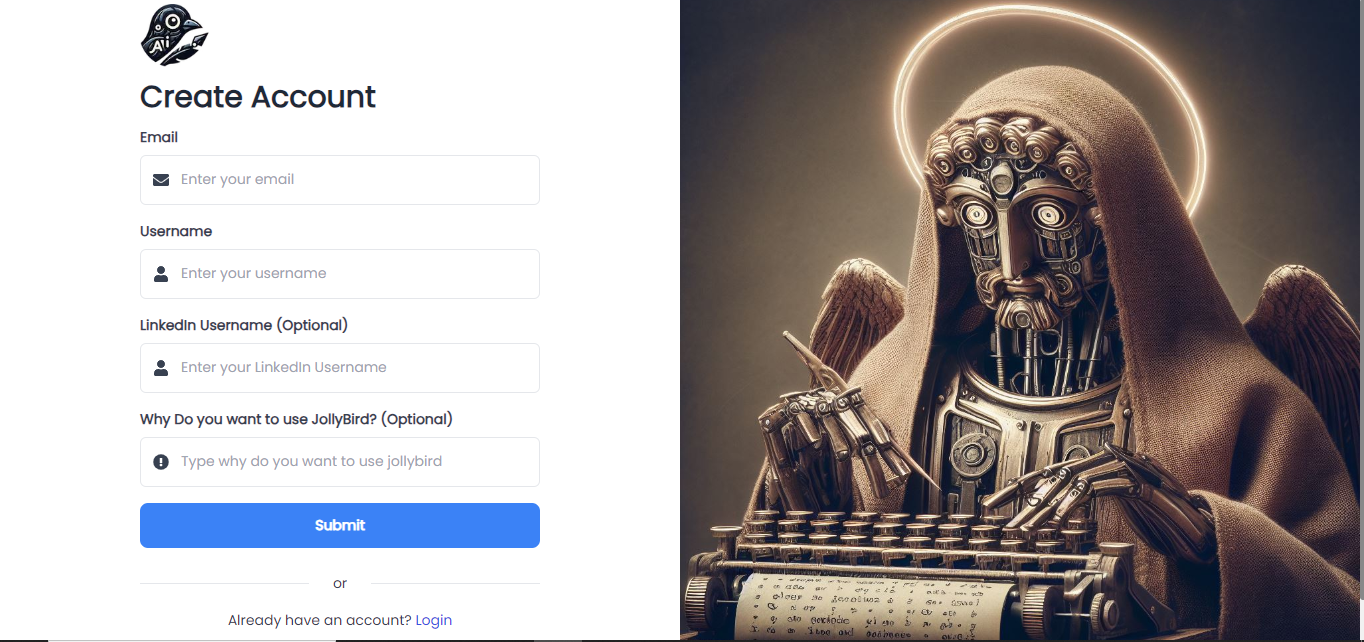 Ai
Create Account
Email
Enter your email
Username
Enter your username
LinkedIn Username (Optional)
Enter your LinkedIn Username
Why Do you want to use JollyBird? (Optional)
Type why do you want to use jollybird
Submit
or
Already have an account? Login